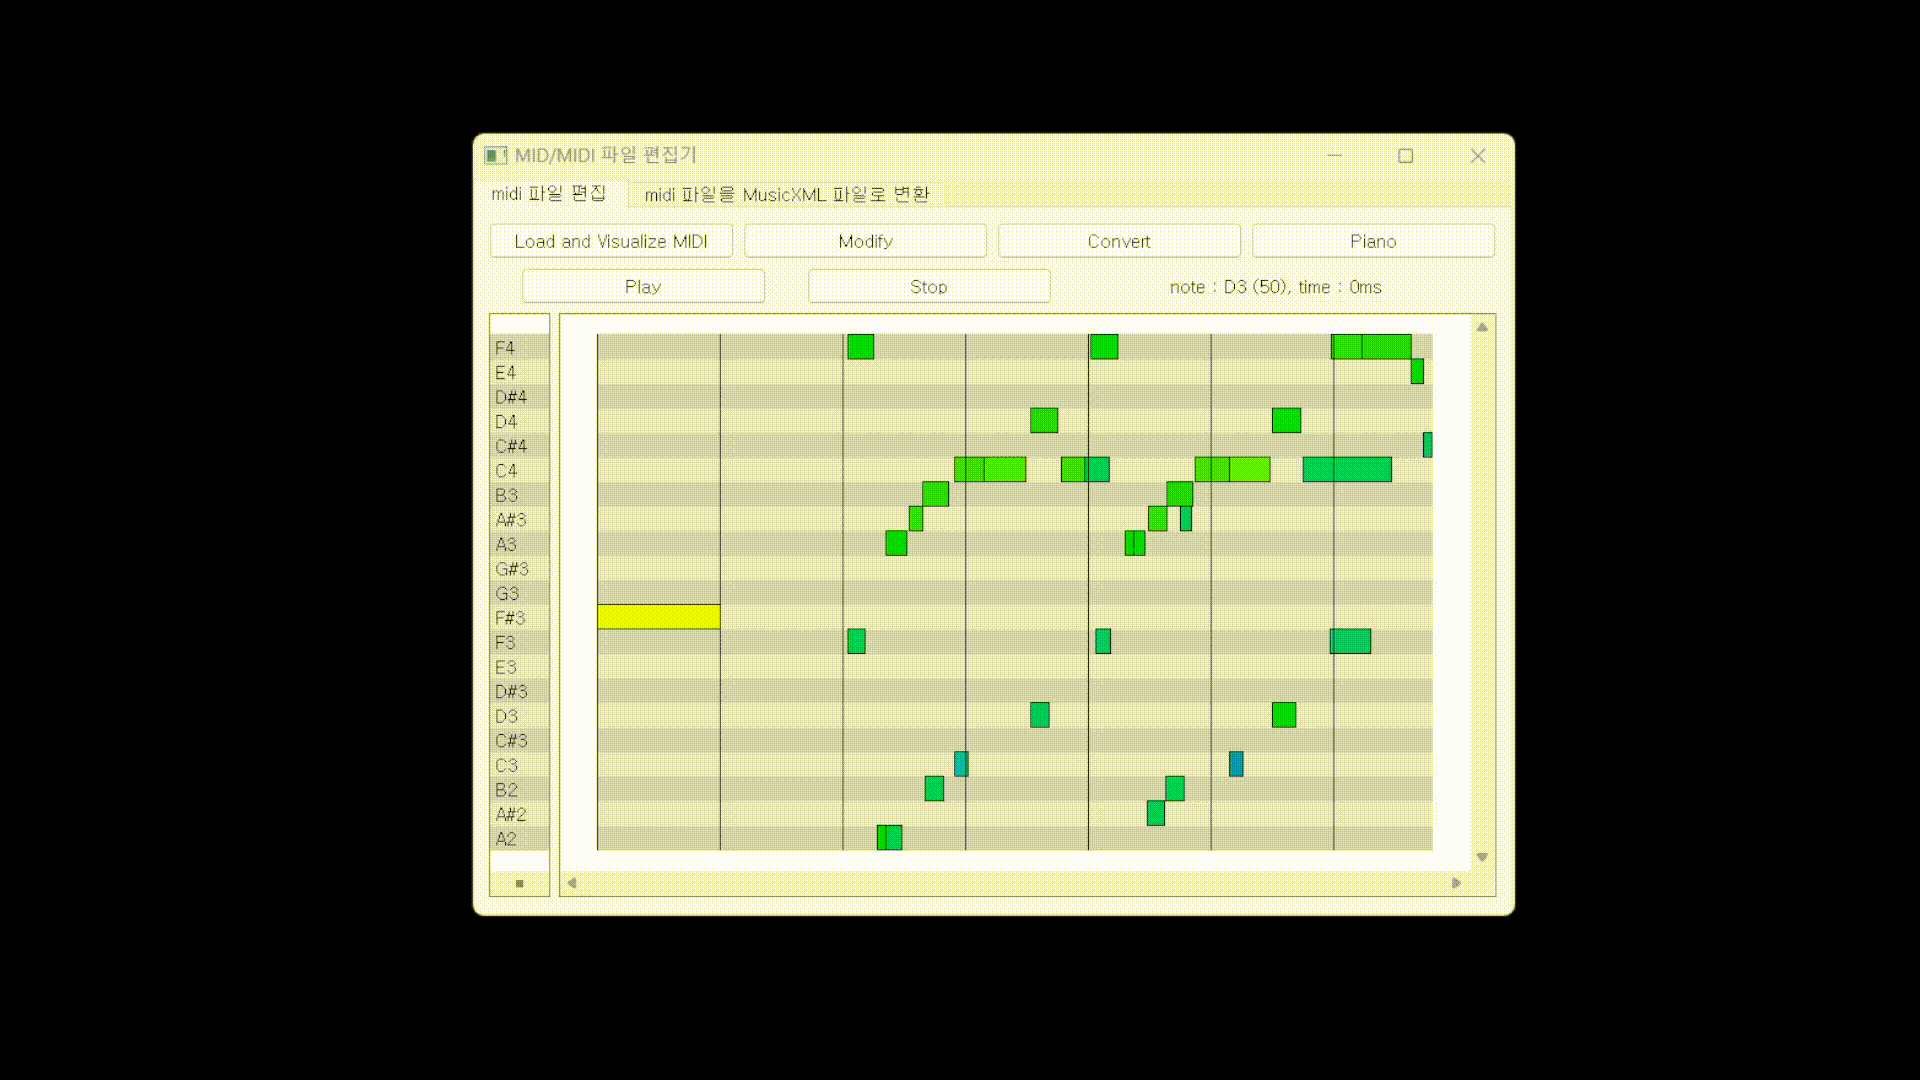 MID/MIDI 파일 편집기
midi 파일 편집
midi 파일을 MusicXML 파일로 변환
Load and Visualize MIDI
Modify
Convert
Piano
Play
Stop
note : D3 (50), time : 0ms
F4
E4
D#4
D4
C#4
C4
B3
A#3
A3
G#3
G3
F#3
F3
E3
D#3
D3
C#3
C3
B2
A#2
A2